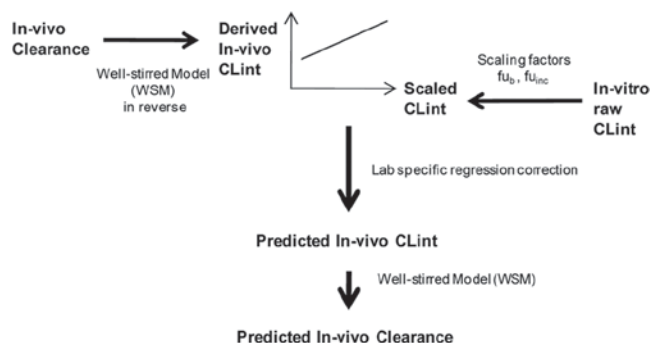 In-vivo
Clearance
Well-stirred Model
(WSM)
in reverse
Derived
In-vivo
CLint
Scaled
CLint
Scaling factors
fub , fuinc
In-vitro
raw
CLint
Lab specific regression correction
Predicted In-vivo CLint
Well-stirred Model (WSM)
Predicted In-vivo Clearance